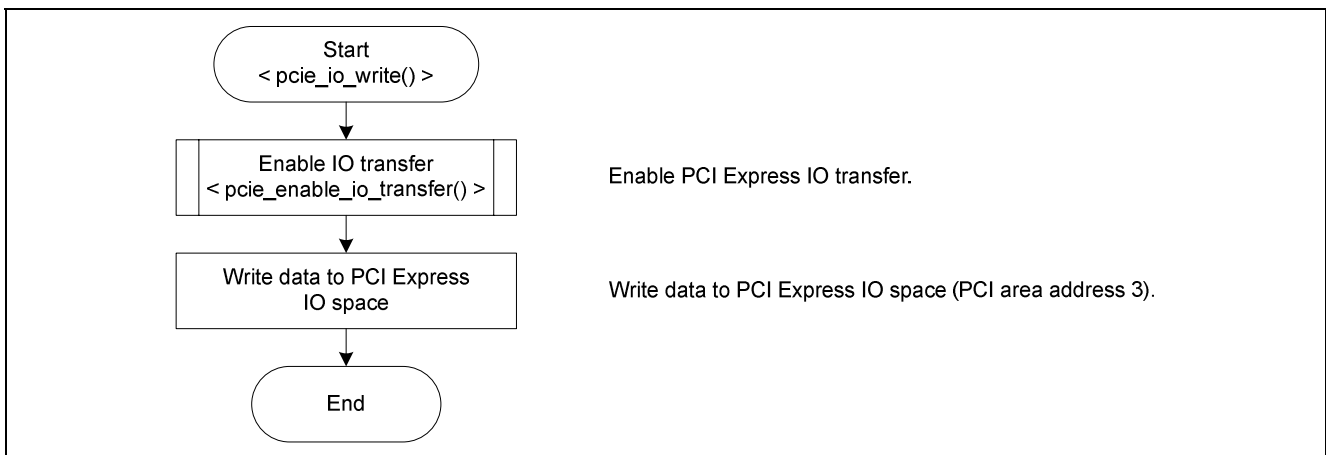 Start
< pcie_io_write() >
Enable IO transfer
< pcie_enable_io_transfer() >
Enable PCI Express IO transfer.
Write data to PCI Express
IO space
Write data to PCI Express IO space (PCI area address 3).
End